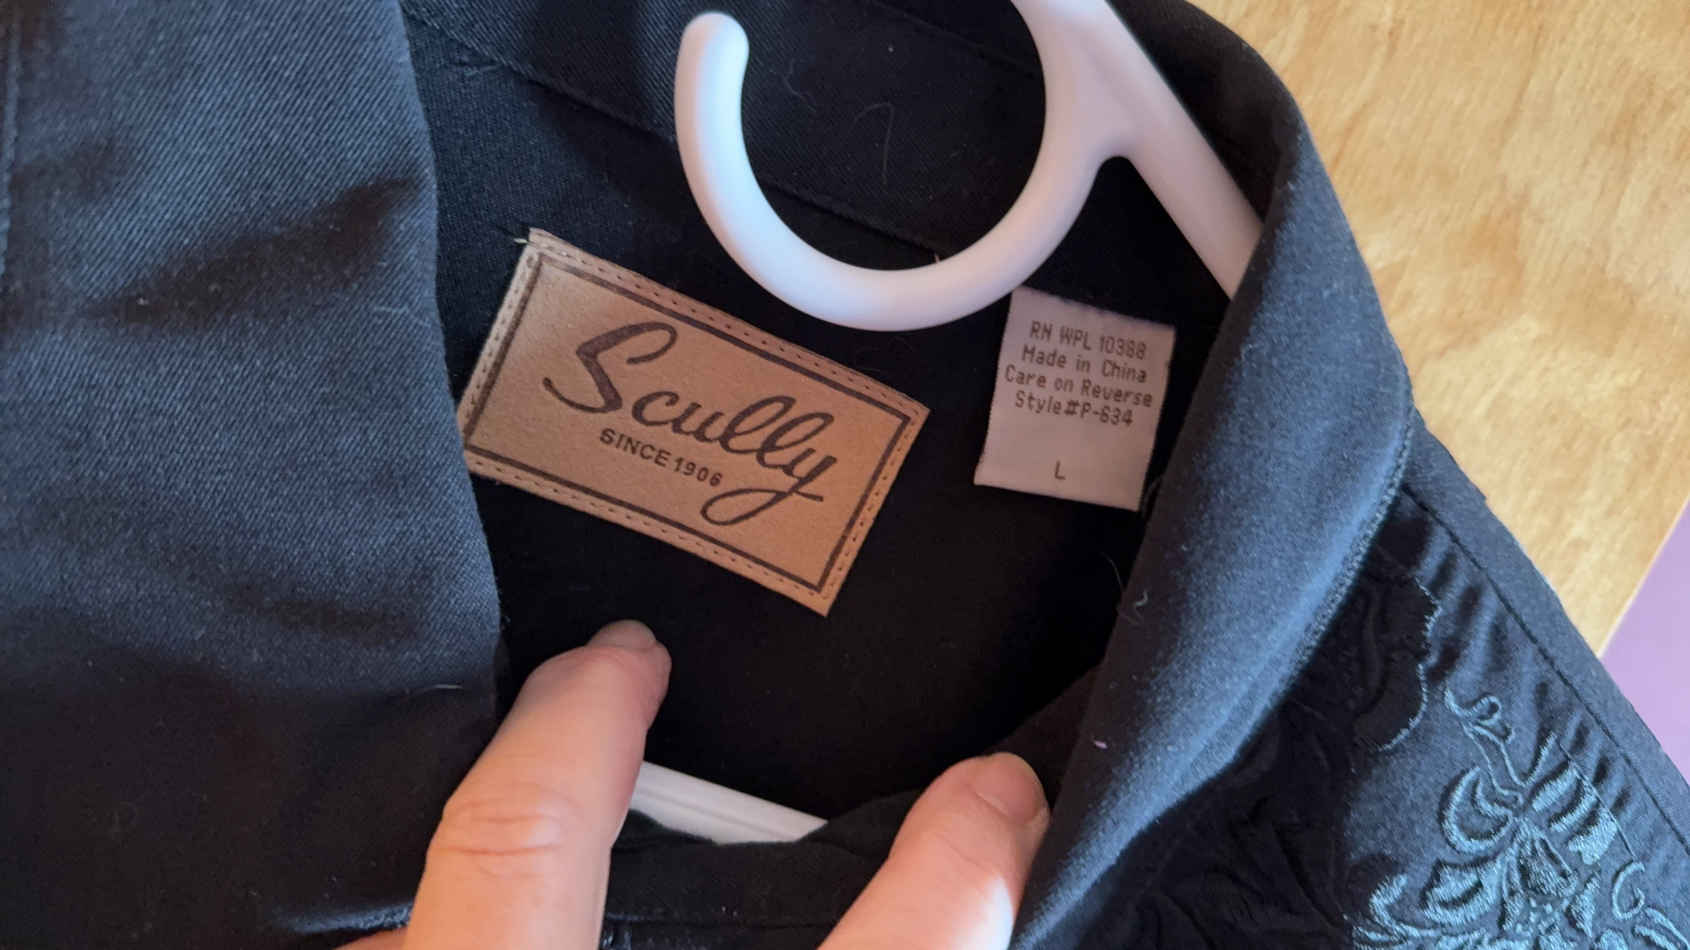 Scully
SINCE 1906
RN WPL 10388
Made in China
Care on Reverse
Style#P-634
L